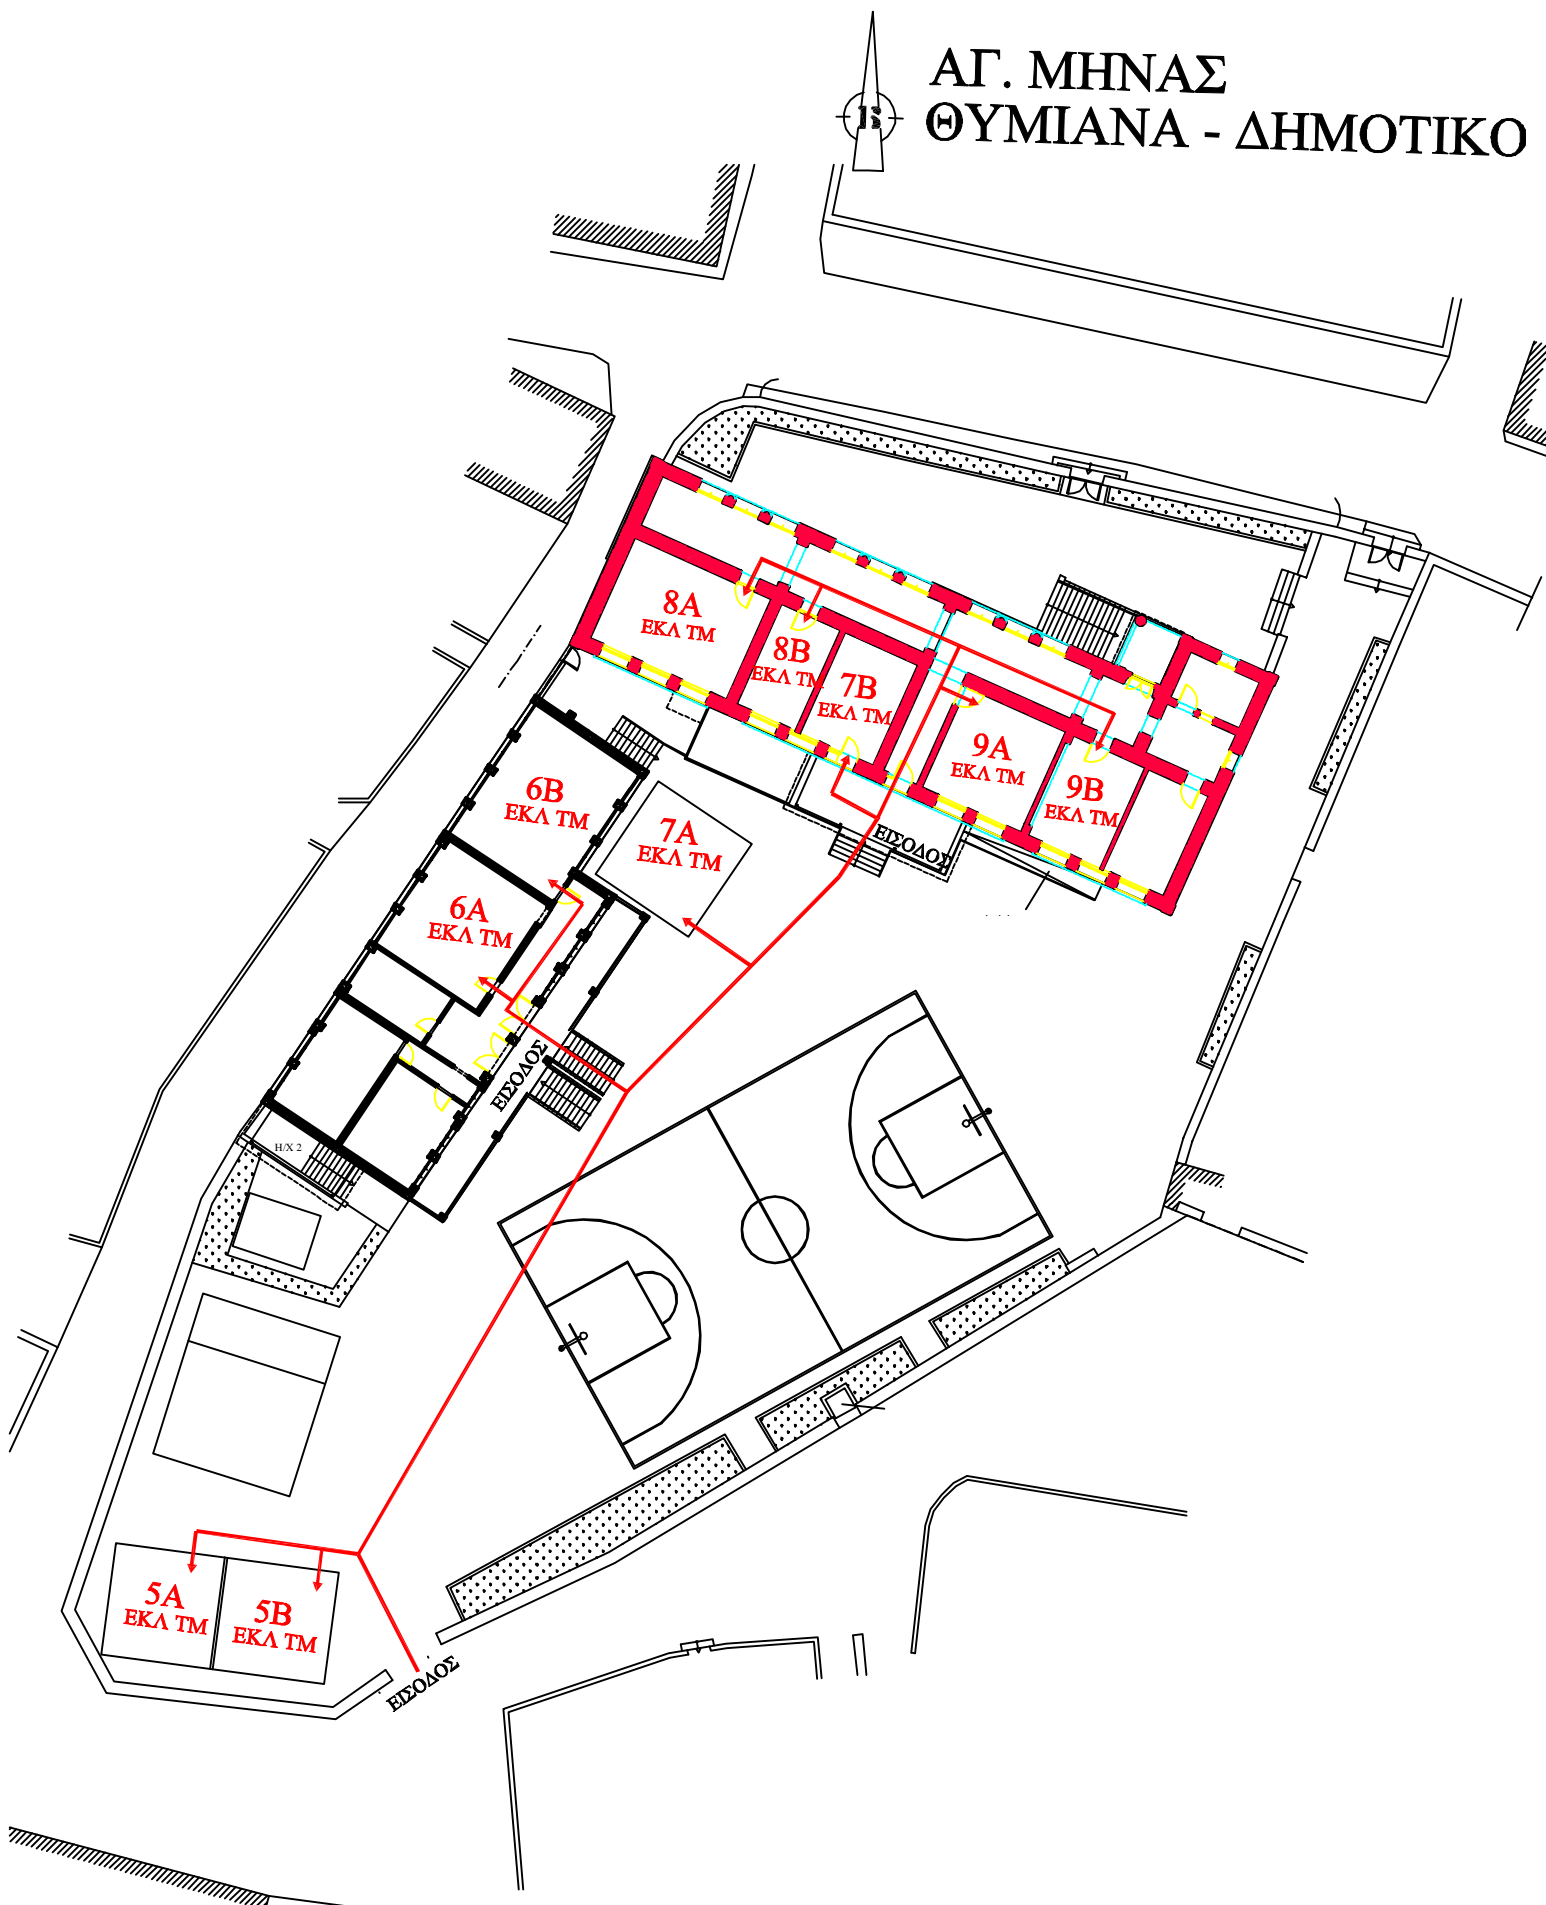 ΑΓ. ΜΗΝΑΣ
ΘΥΜΙΑΝΑ - ΔΗΜΟΤΙΚΟ
8Α
ΕΚΛ ΤΜ
8Β
ΕΚΛ ΤΜ
7Β
ΕΚΛ ΤΜ
9Α
ΕΚΛ ΤΜ
9Β
ΕΚΛ ΤΜ
6Β
ΕΚΛ ΤΜ
7Α
ΕΚΛ ΤΜ
ΕΙΣΟΔΟΣ
6Α
ΕΚΛ ΤΜ
ΕΙΣΟΔΟΣ
Η/Χ 2
5Α
ΕΚΛ ΤΜ
5Β
ΕΚΛ ΤΜ
ΕΙΣΟΔΟΣ